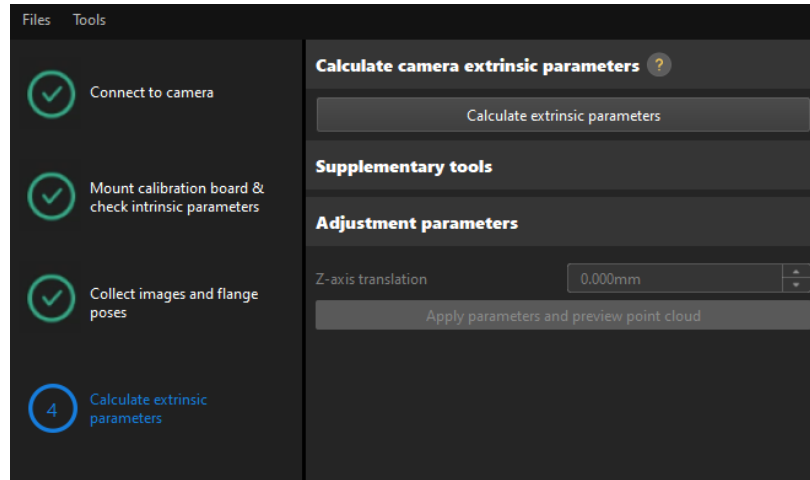 Files Tools
Connect to camera
Mount calibration board &
check intrinsic parameters
Collect images and flange
poses
4
Calculate extrinsic
parameters
Calculate camera extrinsic parameters ?
Calculate extrinsic parameters
Supplementary tools
Adjustment parameters
Z-axis translation 0.000mm
Apply parameters and preview point cloud